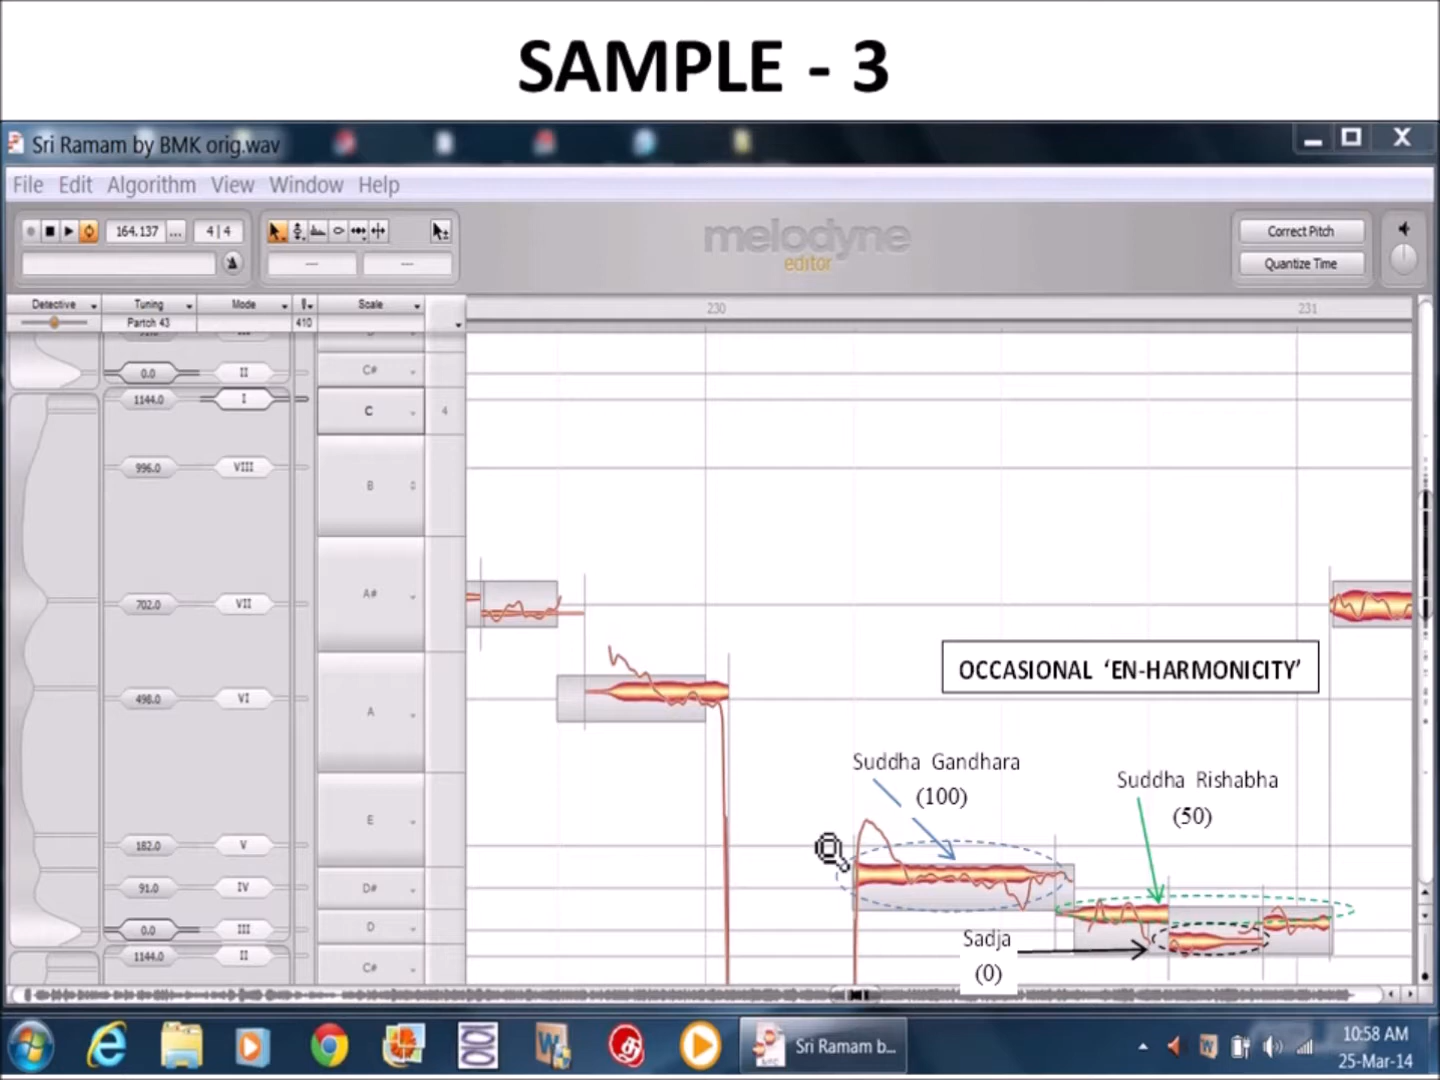 SAMPLE - 3
Sri Ramam by BMK orig.wav
File Edit Algorithm View Window Help
164.137 ... 4|4
melodyne
editor
Correct Pitch
Quantize Time
Detective Tuning Mode Scale
Partch 43 410
230 231
0.0 II C#
1144.0 I C 4
996.0 VIII B
702.0 VII A#
498.0 VI A
OCCASIONAL ‘EN-HARMONICITY’
Suddha Gandhara
(100)
Suddha Rishabha
(50)
182.0 V E
91.0 IV D#
0.0 III D
Sadja
(0)
1144.0 II C#
Sri Ramam b...
10:58 AM
25-Mar-14